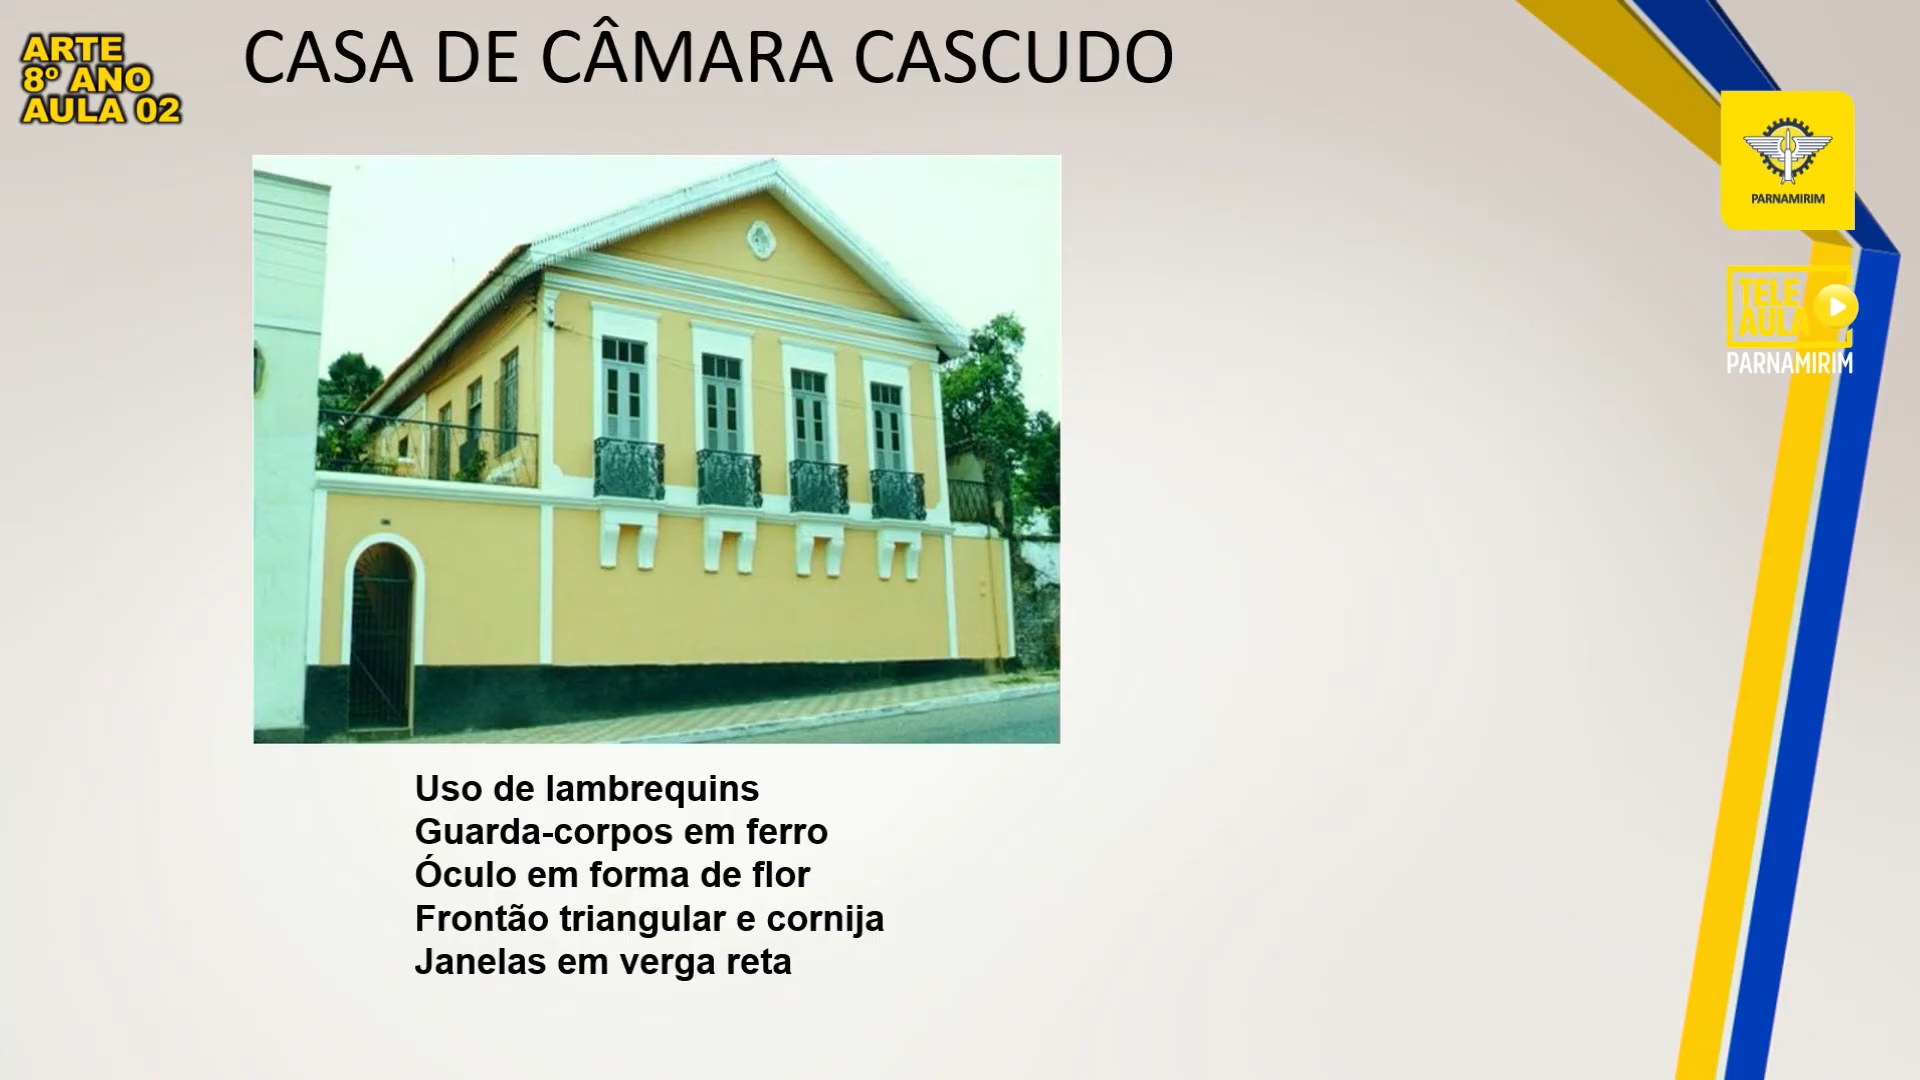 ARTE
8º ANO
AULA 02
CASA DE CÂMARA CASCUDO
PARNAMIRIM
TELE
AULA
PARNAMIRIM
Uso de lambrequins
Guarda-corpos em ferro
Óculo em forma de flor
Frontão triangular e cornija
Janelas em verga reta